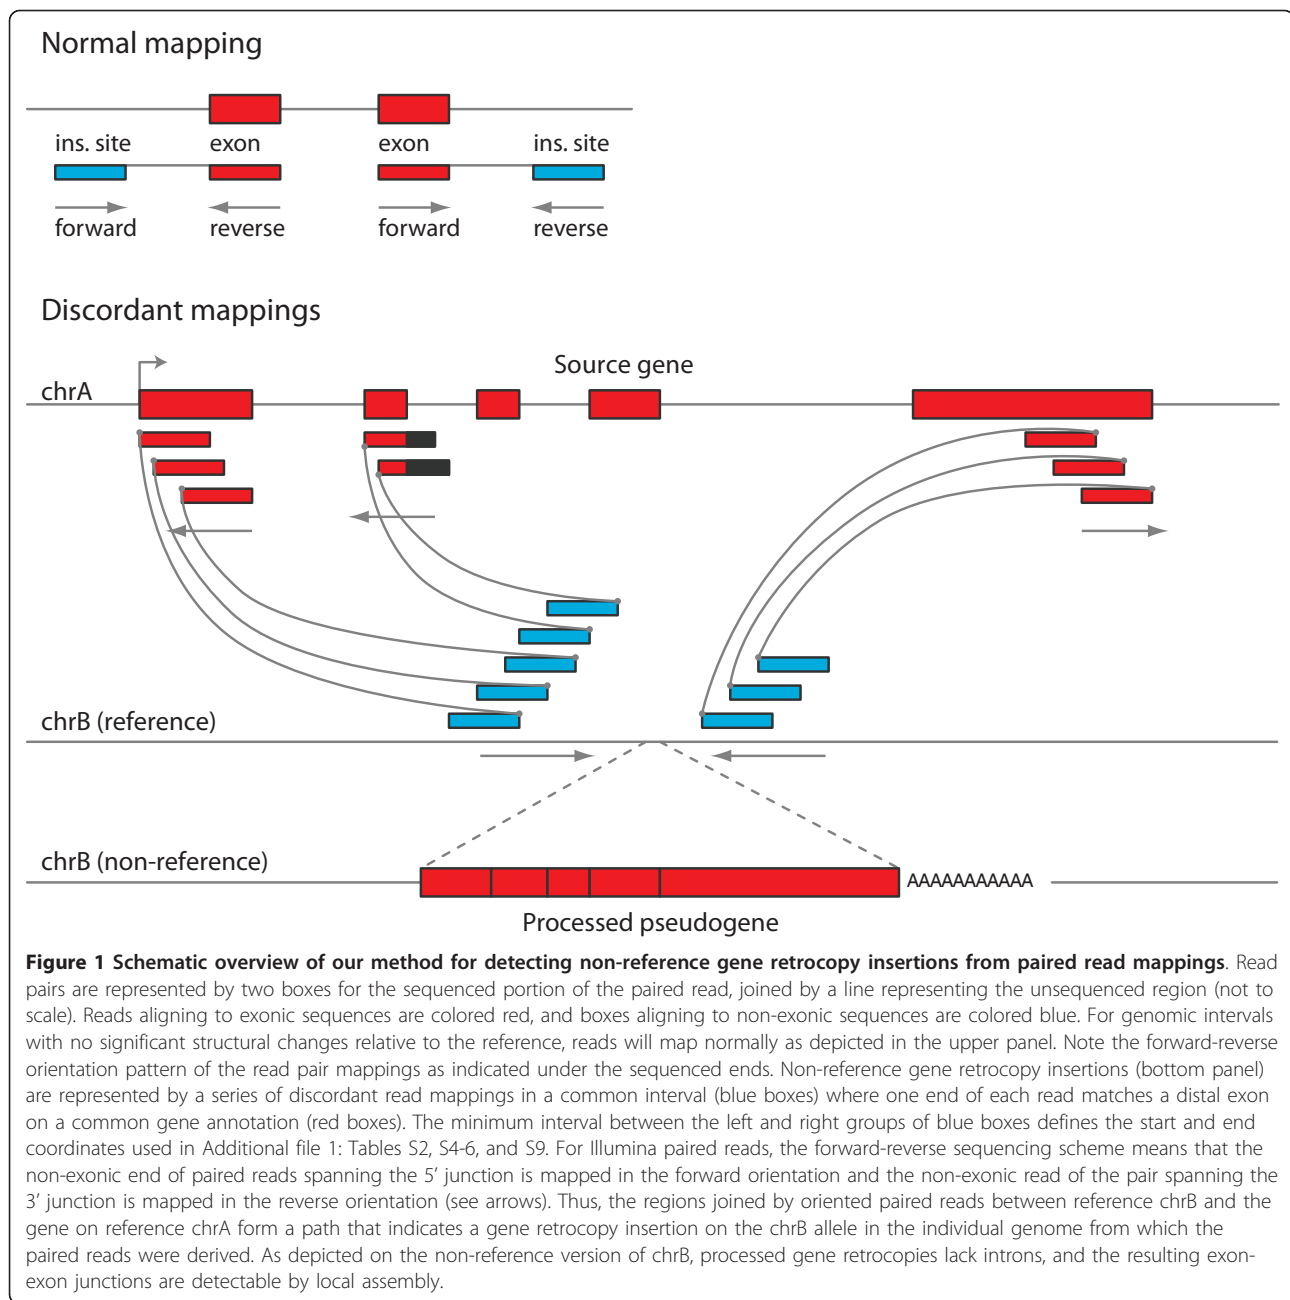 Normal mapping
ins. site exon exon ins. site
forward reverse forward reverse
Discordant mappings
Source gene
chrA
chrB (reference)
chrB (non-reference)
AAAAAAAAAAA
Processed pseudogene
Figure 1 Schematic overview of our method for detecting non-reference gene retrocopy insertions from paired read mappings. Read
pairs are represented by two boxes for the sequenced portion of the paired read, joined by a line representing the unsequenced region (not to
scale). Reads aligning to exonic sequences are colored red, and boxes aligning to non-exonic sequences are colored blue. For genomic intervals
with no significant structural changes relative to the reference, reads will map normally as depicted in the upper panel. Note the forward-reverse
orientation pattern of the read pair mappings as indicated under the sequenced ends. Non-reference gene retrocopy insertions (bottom panel)
are represented by a series of discordant read mappings in a common interval (blue boxes) where one end of each read matches a distal exon
on a common gene annotation (red boxes). The minimum interval between the left and right groups of blue boxes defines the start and end
coordinates used in Additional file 1: Tables S2, S4-6, and S9. For Illumina paired reads, the forward-reverse sequencing scheme means that the
non-exonic end of paired reads spanning the 5′ junction is mapped in the forward orientation and the non-exonic read of the pair spanning the
3′ junction is mapped in the reverse orientation (see arrows). Thus, the regions joined by oriented paired reads between reference chrB and the
gene on reference chrA form a path that indicates a gene retrocopy insertion on the chrB allele in the individual genome from which the
paired reads were derived. As depicted on the non-reference version of chrB, processed gene retrocopies lack introns, and the resulting exon-
exon junctions are detectable by local assembly.